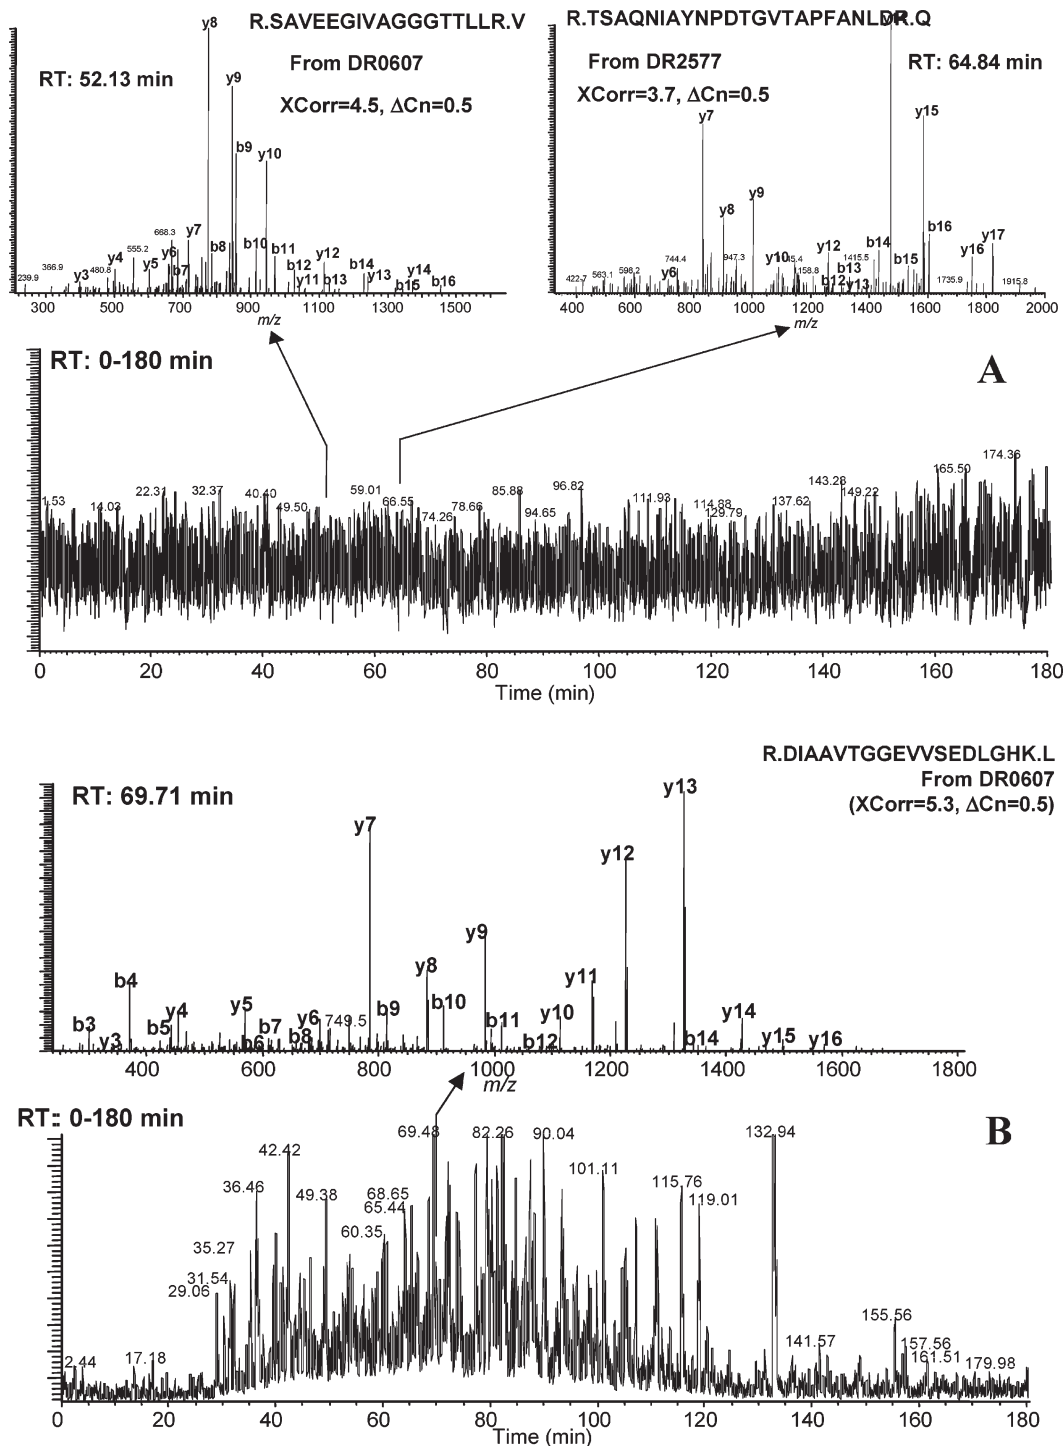 R.SAVEEGIVAGGGTTLLR.V
From DR0607
RT: 52.13 min
XCorr=4.5, ΔCn=0.5
y8
y9
b9
y10
668.3
y7
555.2
y6
b8
b10
b11
366.9
480.8
y4
y5
b7
y12
b12
b14
239.9
y3
y11
b13
y13
y14
b15
b16
300
500
700
900
1100
1300
1500
m/z
R.TSAQNIAYNPDTGVTAPFANLDR.Q
From DR2577
RT: 64.84 min
XCorr=3.7, ΔCn=0.5
y7
y15
y9
y8
b16
y16
y17
y12
b14
744.4
947.3
y10
1415.5
b13
b15
422.7
563.1
598.2
y6
b12
y13
1735.9
1915.8
400
600
800
1000
1200
1400
1600
1800
2000
m/z
RT: 0-180 min
A
1.53
14.03
22.31
32.37
40.40
49.50
59.01
66.55
74.26
78.66
85.88
94.65
96.82
111.93
114.88
129.79
137.62
143.28
149.22
165.50
174.36
0
20
40
60
80
100
120
140
160
180
Time (min)
R.DIAAVTGGEVVSEDLGHK.L
From DR0607
(XCorr=5.3, ΔCn=0.5)
RT: 69.71 min
y13
y7
y12
y9
y8
b4
y11
b3
y3
b5
y4
y5
b6
b7
b8
y6
749.5
b9
b10
b11
b12
y10
b14
y14
y15
y16
400
600
800
1000
1200
1400
1600
1800
m/z
RT: 0-180 min
B
2.44
17.18
29.06
31.54
35.27
36.46
42.42
49.38
60.35
65.44
68.65
69.48
82.26
90.04
101.11
115.76
119.01
132.94
141.57
155.56
157.56
161.51
179.98
0
20
40
60
80
100
120
140
160
180
Time (min)